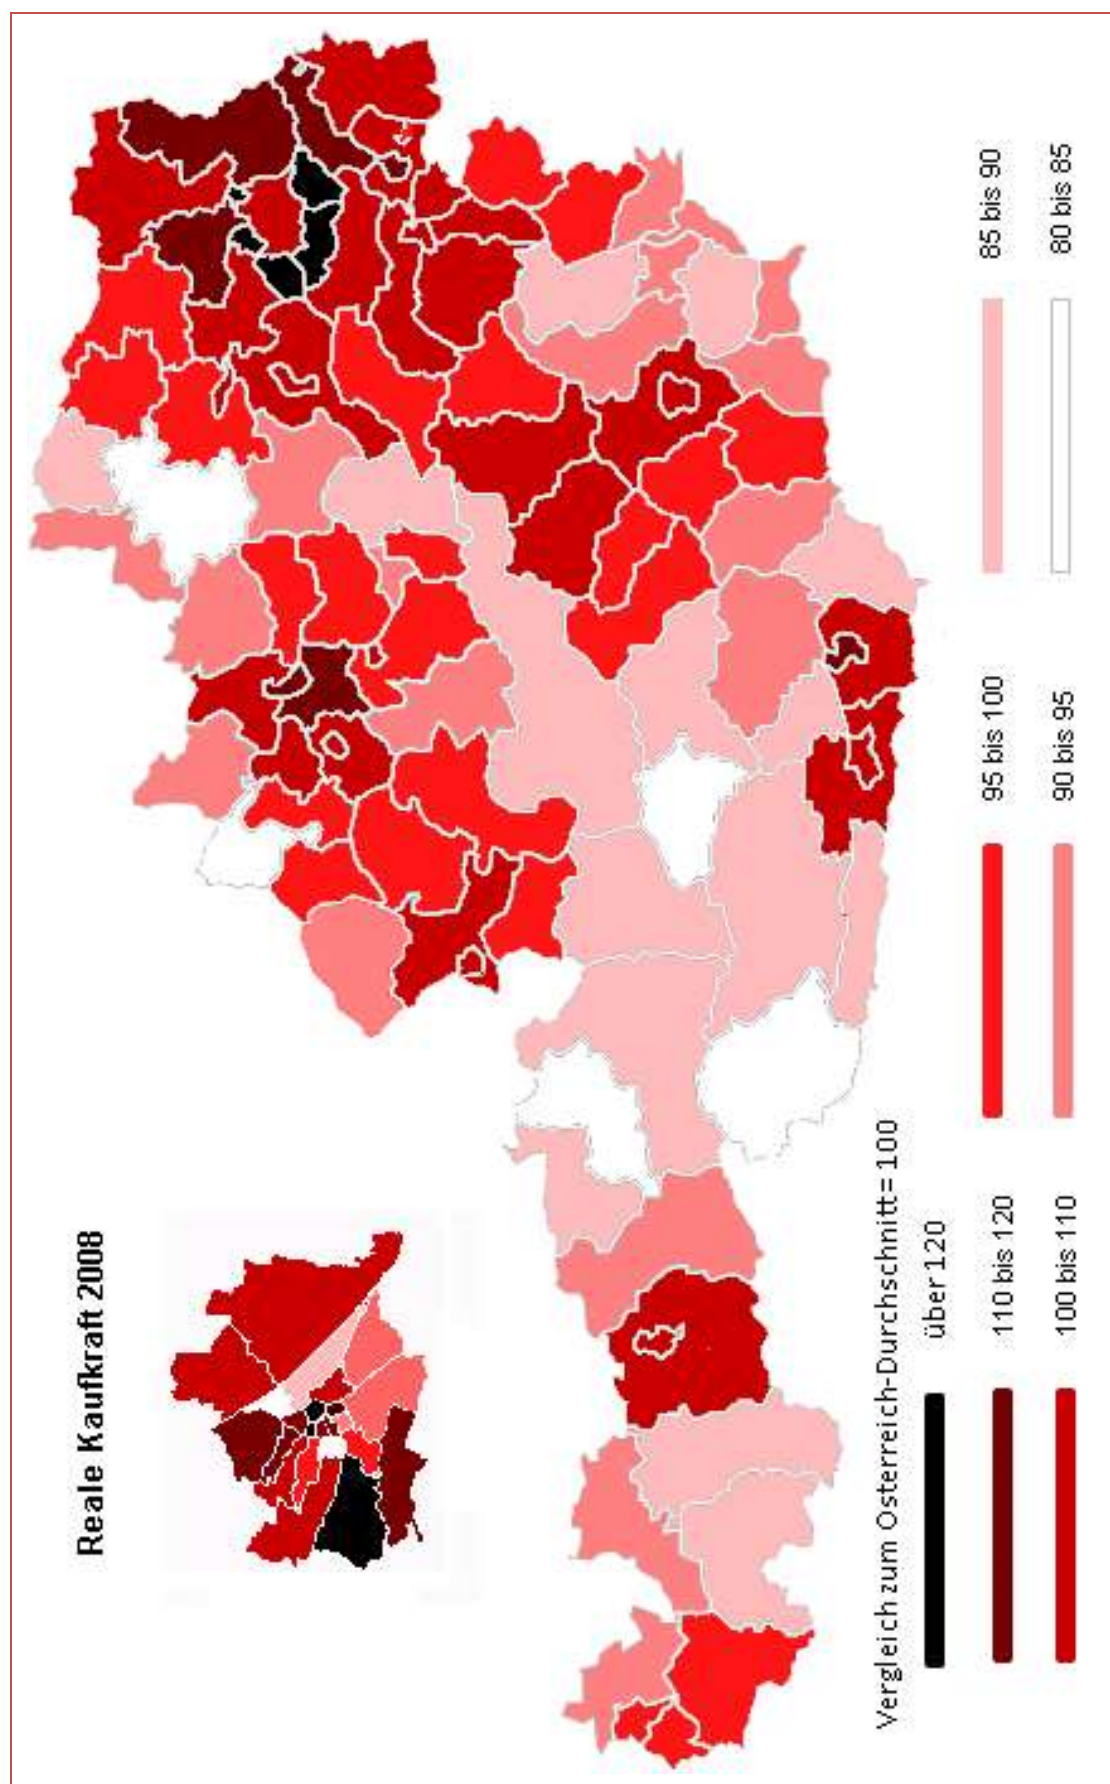 Reale Kaufkraft 2008
Vergleich zum Österreich-Durchschnitt= 100
über 120
110 bis 120
100 bis 110
95 bis 100
90 bis 95
85 bis 90
80 bis 85